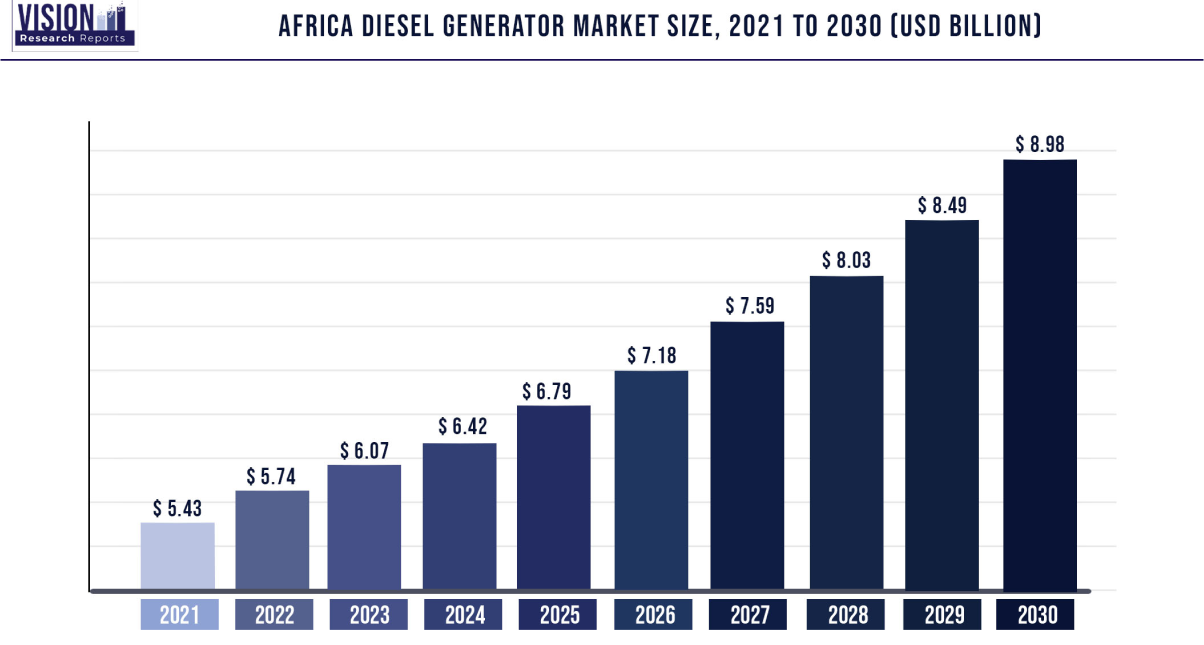 VISION
Research Reports
AFRICA DIESEL GENERATOR MARKET SIZE, 2021 TO 2030 (USD BILLION)
$ 8.98
$ 8.49
$ 8.03
$ 7.59
$ 7.18
$ 6.79
$ 6.42
$ 6.07
$ 5.74
$ 5.43
2021 2022 2023 2024 2025 2026 2027 2028 2029 2030